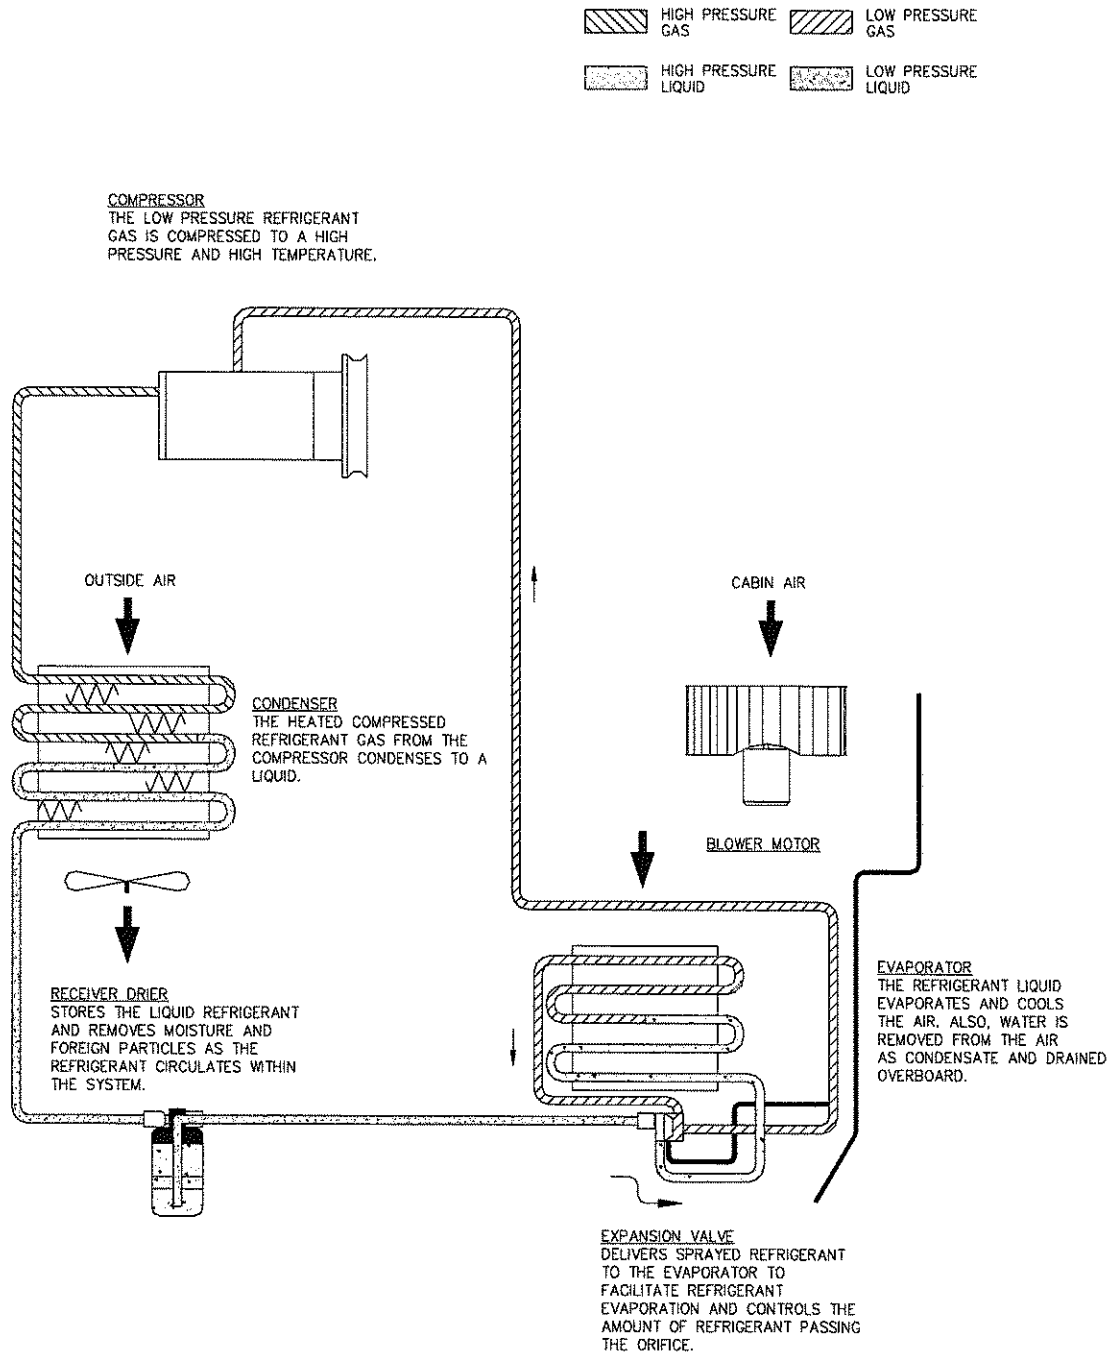 HIGH PRESSURE GAS
LOW PRESSURE GAS
HIGH PRESSURE LIQUID
LOW PRESSURE LIQUID
COMPRESSOR
THE LOW PRESSURE REFRIGERANT
GAS IS COMPRESSED TO A HIGH
PRESSURE AND HIGH TEMPERATURE.
OUTSIDE AIR
CABIN AIR
CONDENSER
THE HEATED COMPRESSED
REFRIGERANT GAS FROM THE
COMPRESSOR CONDENSES TO A
LIQUID.
BLOWER MOTOR
EVAPORATOR
THE REFRIGERANT LIQUID
EVAPORATES AND COOLS
THE AIR. ALSO, WATER IS
REMOVED FROM THE AIR
AS CONDENSATE AND DRAINED
OVERBOARD.
RECEIVER DRIER
STORES THE LIQUID REFRIGERANT
AND REMOVES MOISTURE AND
FOREIGN PARTICLES AS THE
REFRIGERANT CIRCULATES WITHIN
THE SYSTEM.
EXPANSION VALVE
DELIVERS SPRAYED REFRIGERANT
TO THE EVAPORATOR TO
FACILITATE REFRIGERANT
EVAPORATION AND CONTROLS THE
AMOUNT OF REFRIGERANT PASSING
THE ORIFICE.